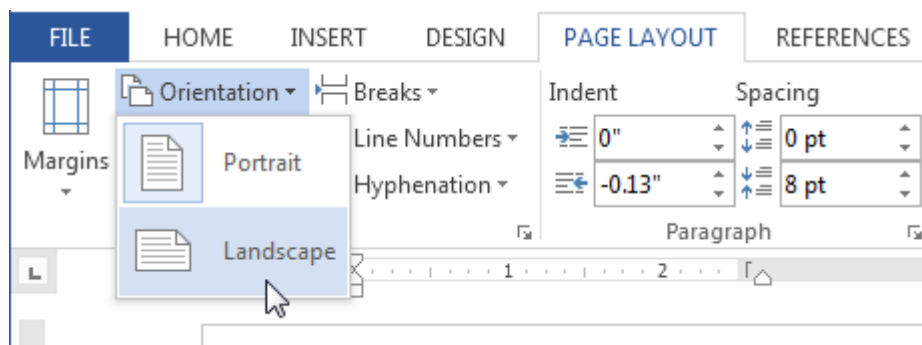 FILE HOME INSERT DESIGN PAGE LAYOUT REFERENCES
Orientation Breaks Indent Spacing
Margins
Portrait
Line Numbers 0" 0 pt
Hyphenation -0.13" 8 pt
Landscape
Paragraph
L 1 2